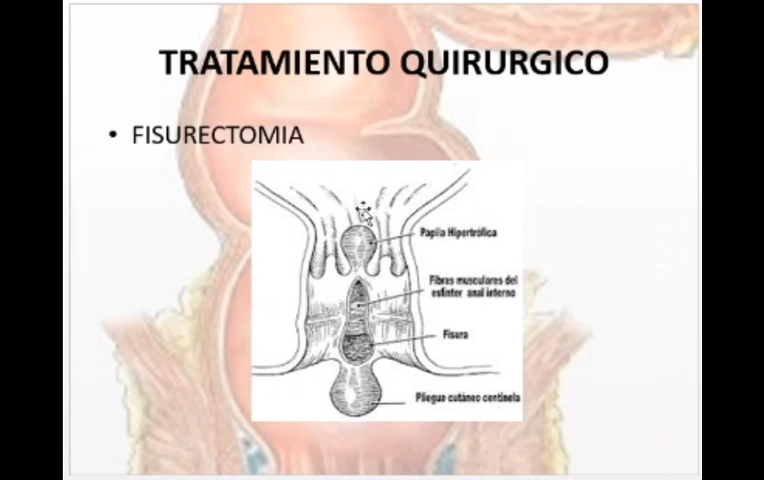 TRATAMIENTO QUIRURGICO
• FISURECTOMIA
Papila Hipertrófica
Fibras musculares del
esfinter anal interno
Fisura
Pliegue cutáneo centinela